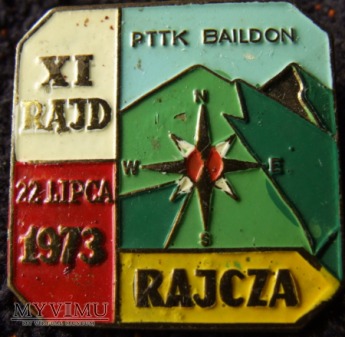 PTTK BAILDON
XI
RAJD
N
W E
S
22 LIPCA
1973
RAJCZA
MYVIMU